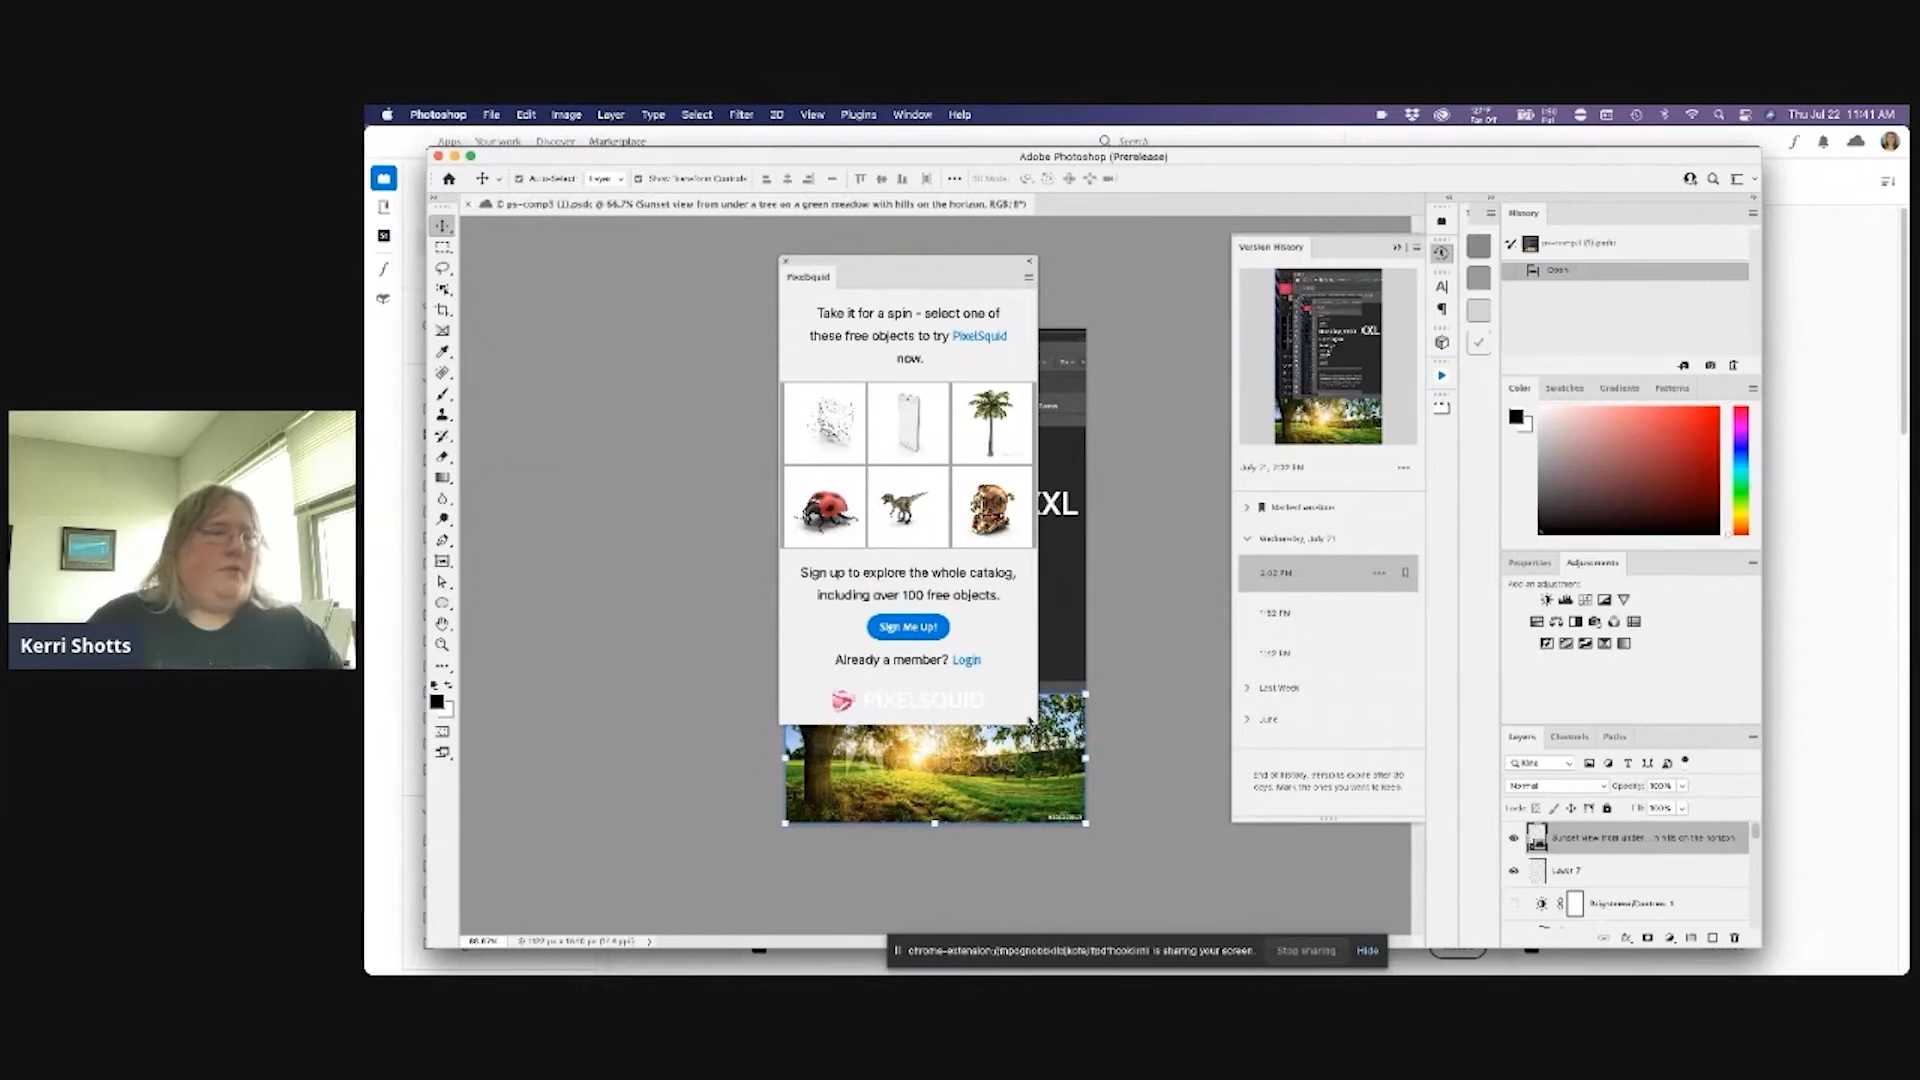 Photoshop File Edit Image Layer Type Select Filter 3D View Plugins Window Help
Thu Jul 22 11:41 AM
Apps Your work Discover Marketplace
Search
Adobe Photoshop (Prerelease)
Auto-Select: Layer Show Transform Controls
3D Mode:
© ps-comp3 (1).psdc @ 66.7% (Sunset view from under a tree on a green meadow with hills on the horizon, RGB/8*)
PixelSquid
Take it for a spin - select one of
these free objects to try PixelSquid
now.
Sign up to explore the whole catalog,
including over 100 free objects.
Sign Me Up!
Already a member? Login
PIXELSQUID
XXL
Adobe Stock
Version History
XXL
July 21, 2:02 PM
Marked versions
Wednesday, July 21
2:02 PM
1:52 PM
1:42 PM
Last Week
June
End of history. Versions expire after 30
days. Mark the ones you want to keep.
History
ps-comp3 (1).psdc
Open
Color Swatches Gradients Patterns
Properties Adjustments
Add an adjustment
Layers Channels Paths
Kind
Normal Opacity: 100%
Lock: Fill: 100%
Sunset view from under ...n hills on the horizon
Layer 7
Brightness/Contrast 1
66.67%
is sharing your screen. Stop sharing Hide
Kerri Shotts